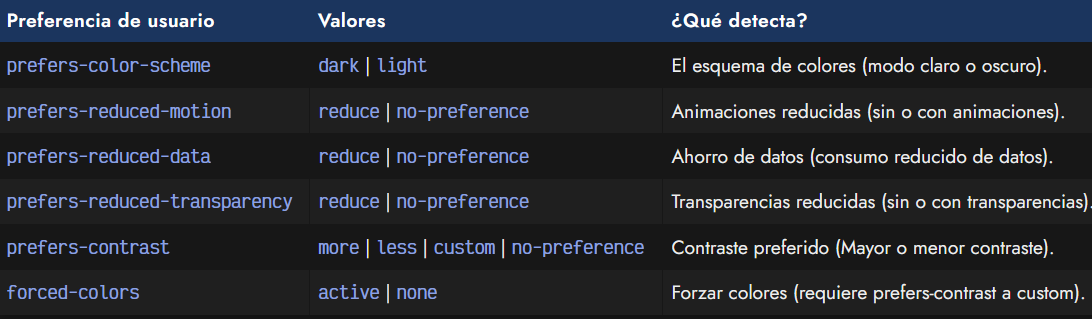 Preferencia de usuario Valores ¿Qué detecta?
prefers-color-scheme dark | light El esquema de colores (modo claro o oscuro).
prefers-reduced-motion reduce | no-preference Animaciones reducidas (sin o con animaciones).
prefers-reduced-data reduce | no-preference Ahorro de datos (consumo reducido de datos).
prefers-reduced-transparency reduce | no-preference Transparencias reducidas (sin o con transparencias).
prefers-contrast more | less | custom | no-preference Contraste preferido (Mayor o menor contraste).
forced-colors active | none Forzar colores (requiere prefers-contrast a custom).